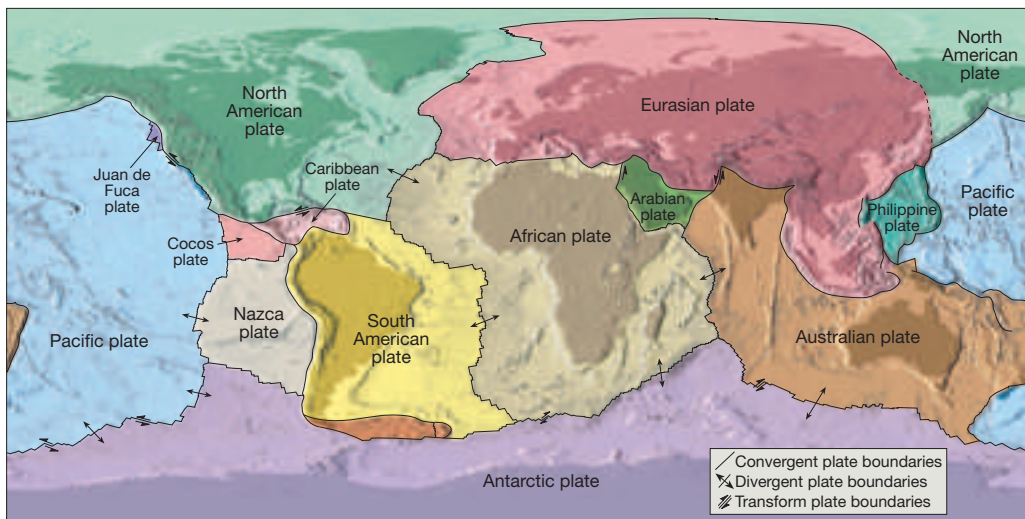 North
American
plate
North
American
plate
Eurasian plate
Juan de
Fuca
plate
Caribbean
plate
Arabian
plate
Philippine
plate
Pacific
plate
Cocos
plate
African plate
Nazca
plate
South
American
plate
Pacific plate
Australian plate
Antarctic plate
Convergent plate boundaries
Divergent plate boundaries
Transform plate boundaries